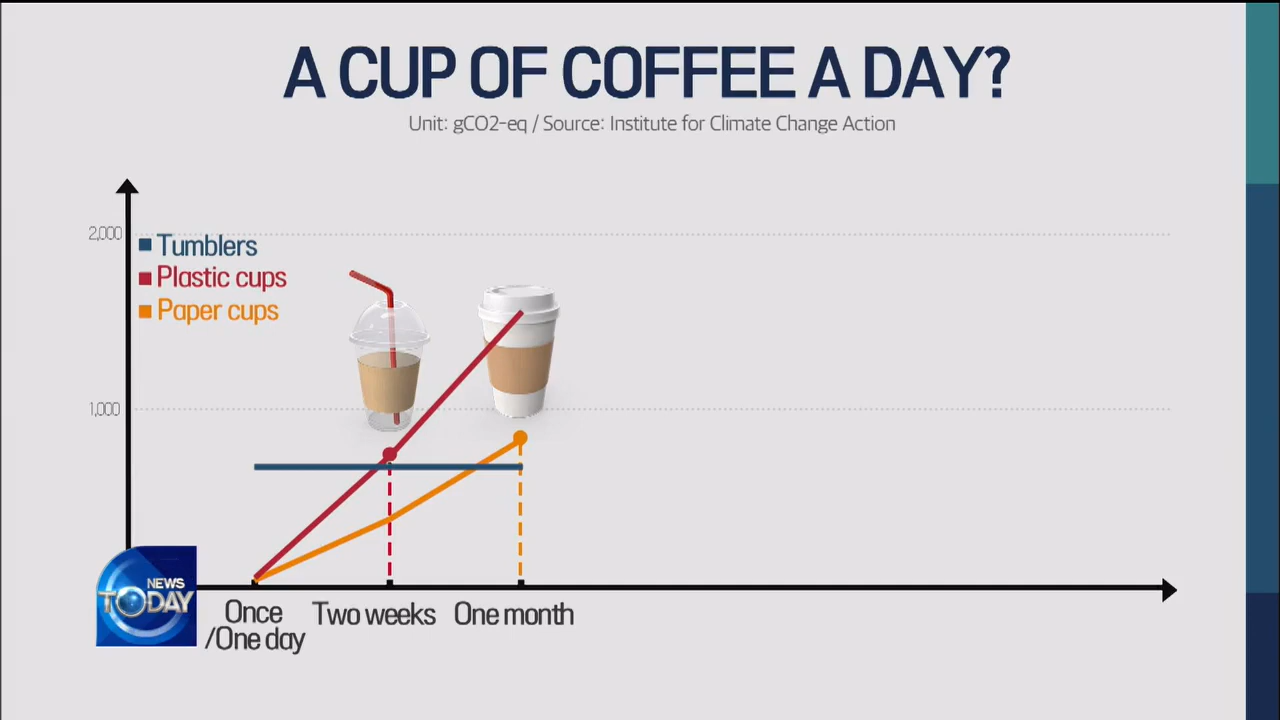 A CUP OF COFFEE A DAY?
Unit: gCO2-eq / Source: Institute for Climate Change Action
2,000
Tumblers
Plastic cups
Paper cups
1,000
NEWS
TODAY
Once
/One day
Two weeks
One month